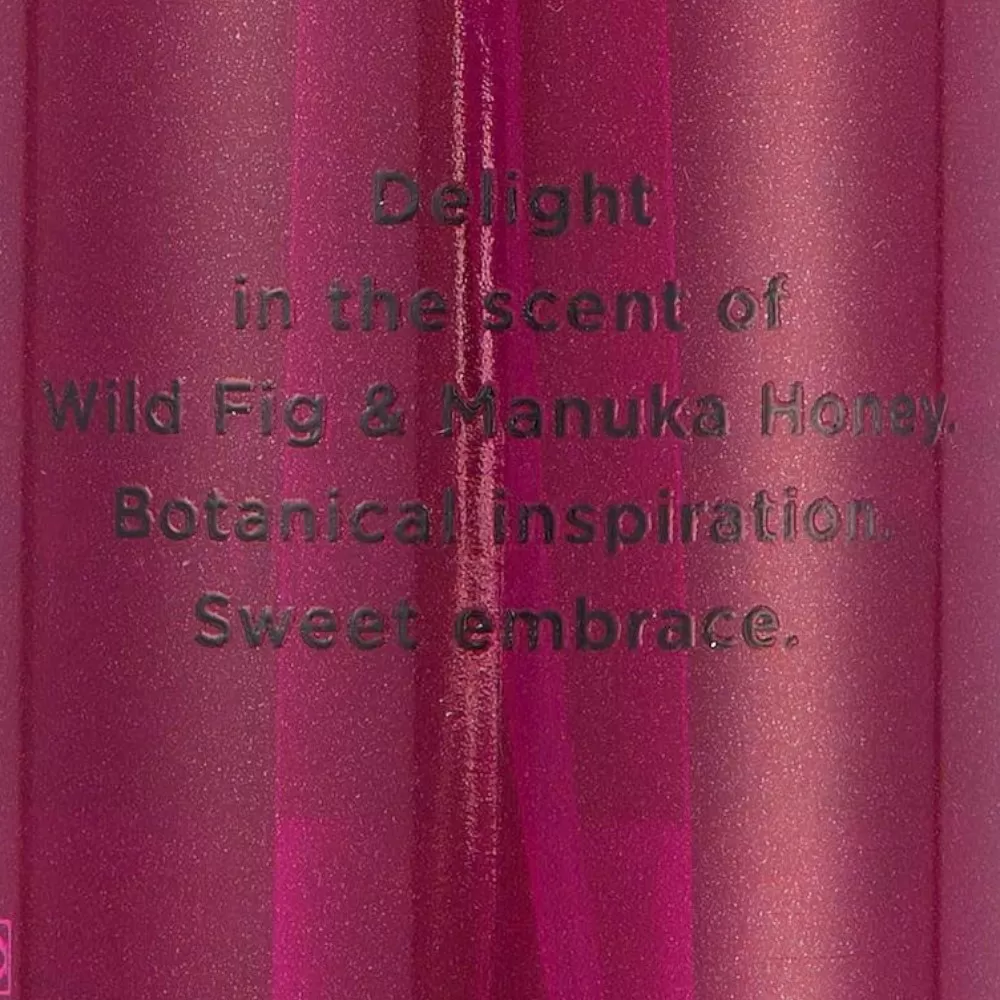 Delight
in the scent of
Wild Fig & Manuka Honey.
Botanical inspiration.
Sweet embrace.